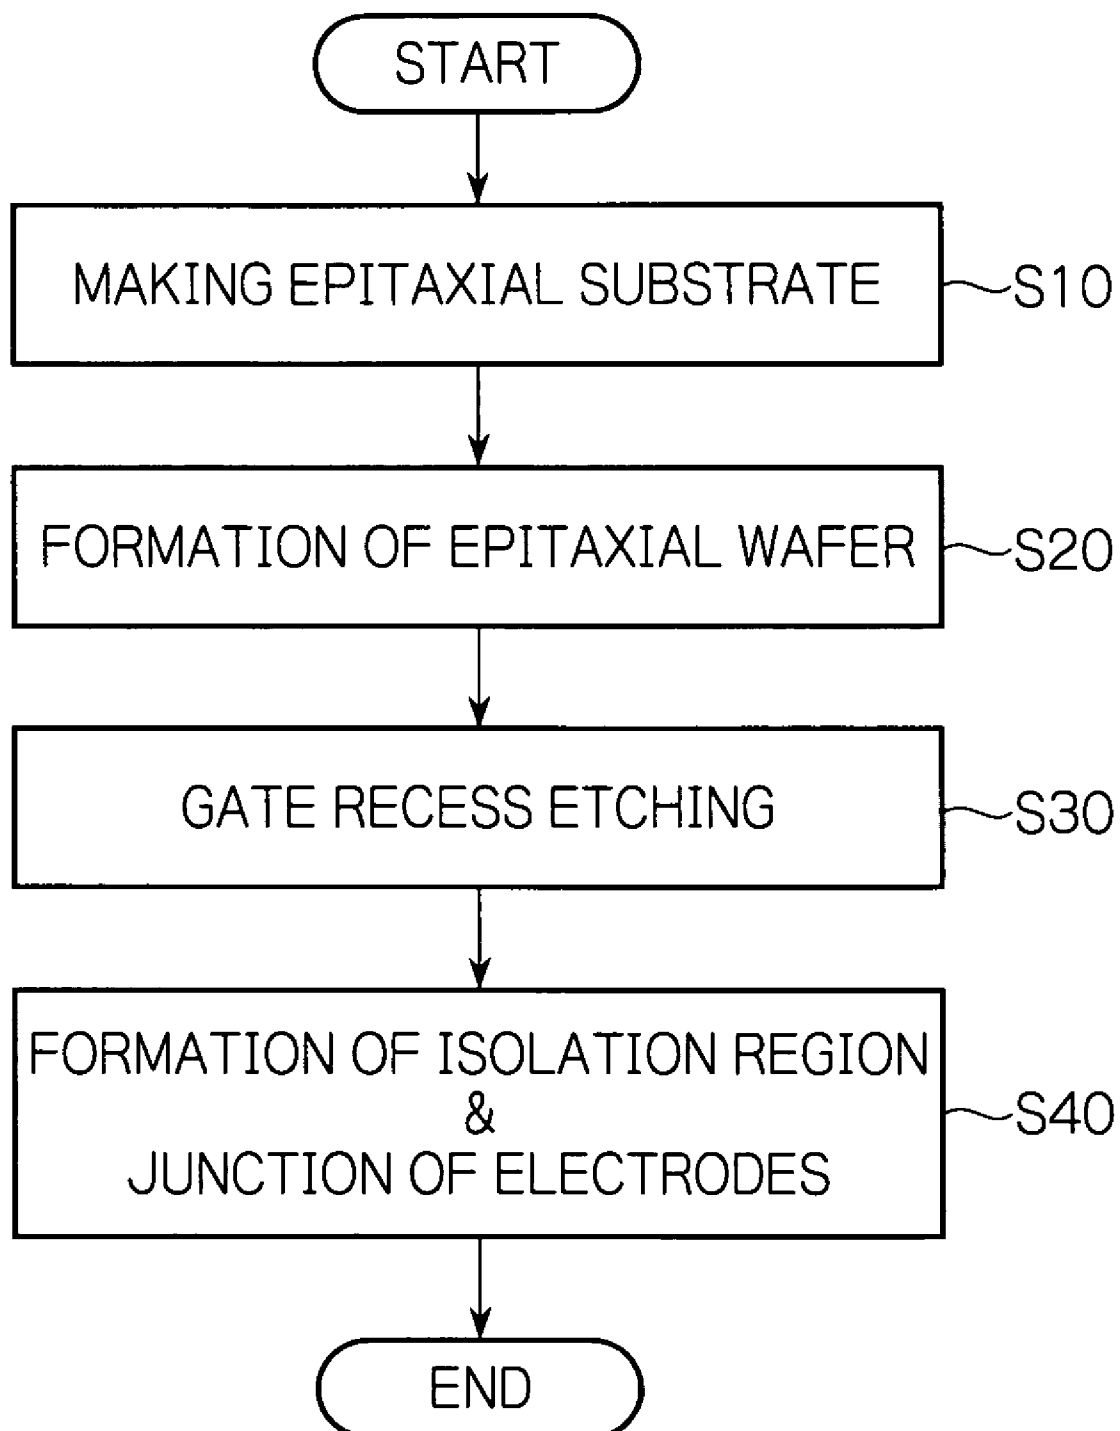 START
MAKING EPITAXIAL SUBSTRATE
S10
FORMATION OF EPITAXIAL WAFER
S20
GATE RECESS ETCHING
S30
FORMATION OF ISOLATION REGION
&
JUNCTION OF ELECTRODES
S40
END